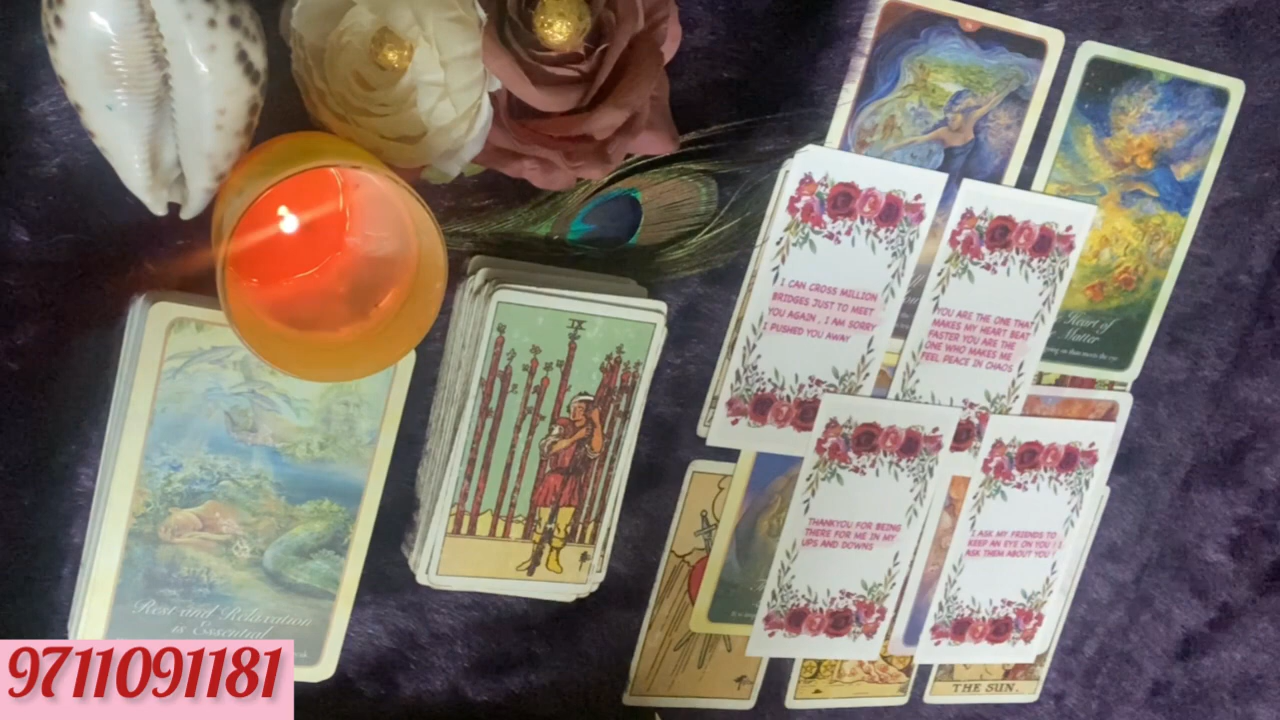 I CAN CROSS MILLION
BRIDGES JUST TO MEET
YOU AGAIN , I AM SORRY
I PUSHED YOU AWAY
YOU ARE THE ONE THAT
MAKES MY HEART BEAT
FASTER YOU ARE THE
ONE WHO MAKES ME
FEEL PEACE IN CHAOS
Heart of
Matter
THANKYOU FOR BEING
THERE FOR ME IN MY
UPS AND DOWNS
I ASK MY FRIENDS TO
KEEP AN EYE ON YOU ! I
ASK THEM ABOUT YOU !
IX
Rest and Relaxation
is Essential
THE SUN.
9711091181